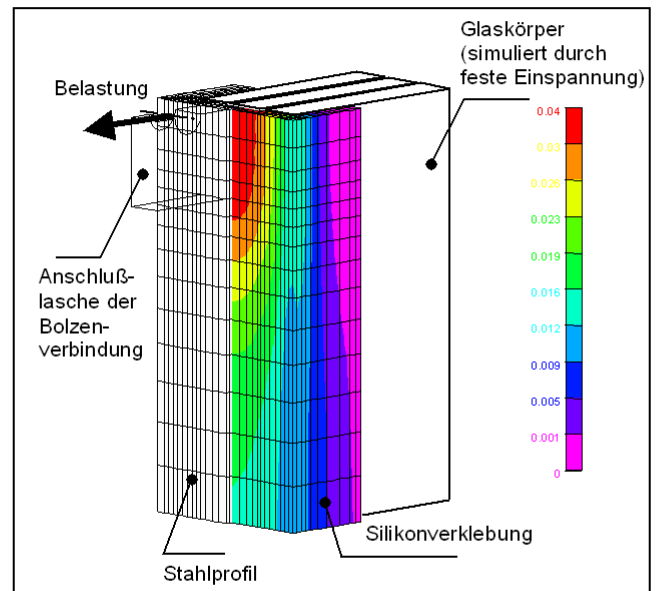 Glaskörper
(simuliert durch
feste Einspannung)
Belastung
0.04
0.03
0.026
0.023
0.019
0.016
0.012
0.009
0.005
0.001
0
Anschluß-
lasche der
Bolzen-
verbindung
Silikonverklebung
Stahlprofil